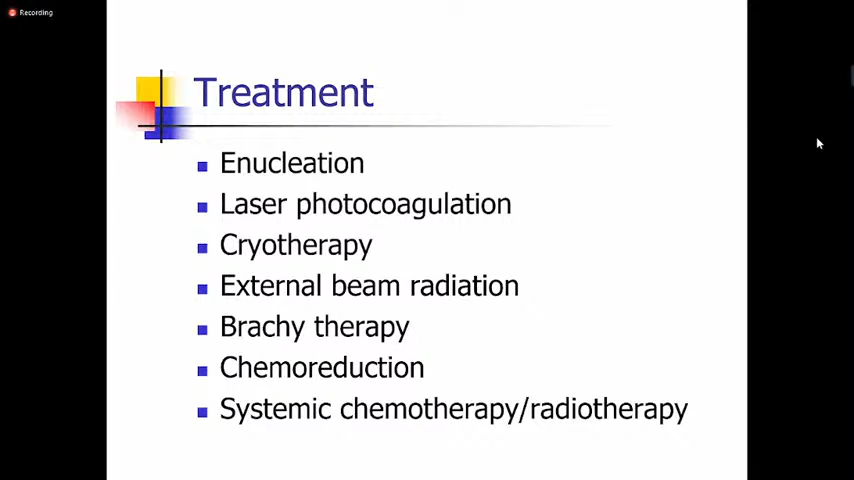 Recording
Treatment
Enucleation
Laser photocoagulation
Cryotherapy
External beam radiation
Brachy therapy
Chemoreduction
Systemic chemotherapy/radiotherapy